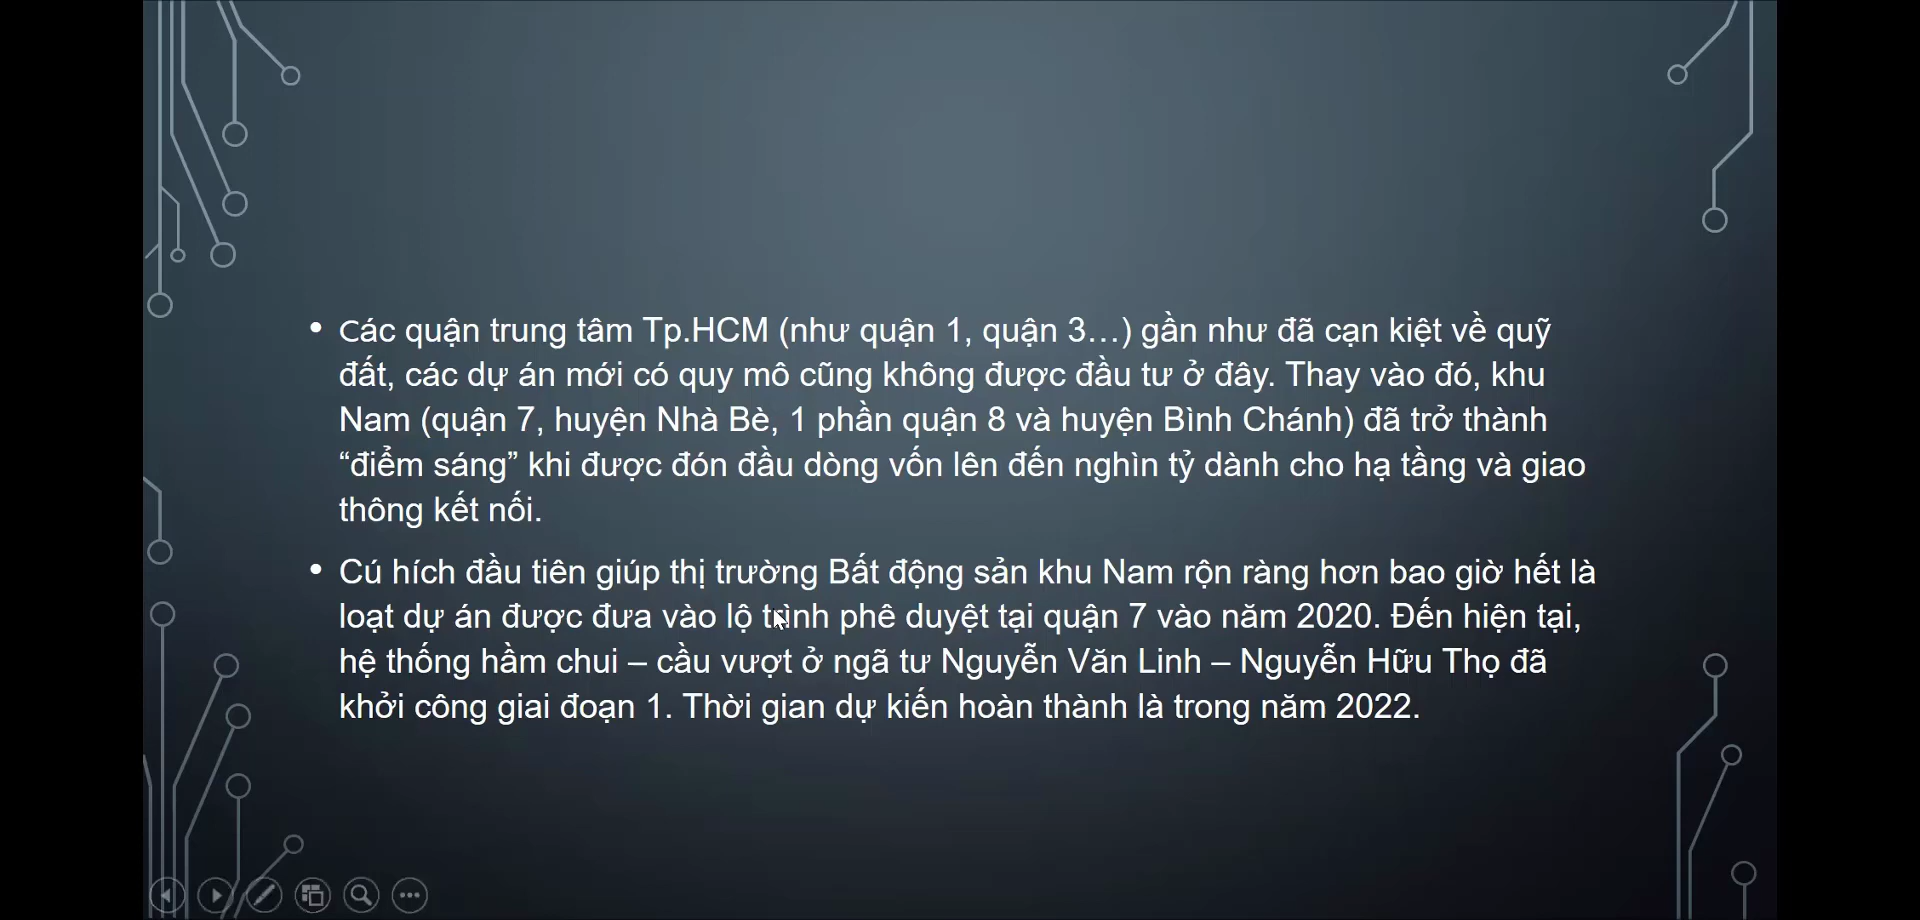 • Các quận trung tâm Tp.HCM (như quận 1, quận 3…) gần như đã cạn kiệt về quỹ
đất, các dự án mới có quy mô cũng không được đầu tư ở đây. Thay vào đó, khu
Nam (quận 7, huyện Nhà Bè, 1 phần quận 8 và huyện Bình Chánh) đã trở thành
“điểm sáng” khi được đón đầu dòng vốn lên đến nghìn tỷ dành cho hạ tầng và giao
thông kết nối.
• Cú hích đầu tiên giúp thị trường Bất động sản khu Nam rộn ràng hơn bao giờ hết là
loạt dự án được đưa vào lộ trình phê duyệt tại quận 7 vào năm 2020. Đến hiện tại,
hệ thống hầm chui – cầu vượt ở ngã tư Nguyễn Văn Linh – Nguyễn Hữu Thọ đã
khởi công giai đoạn 1. Thời gian dự kiến hoàn thành là trong năm 2022.